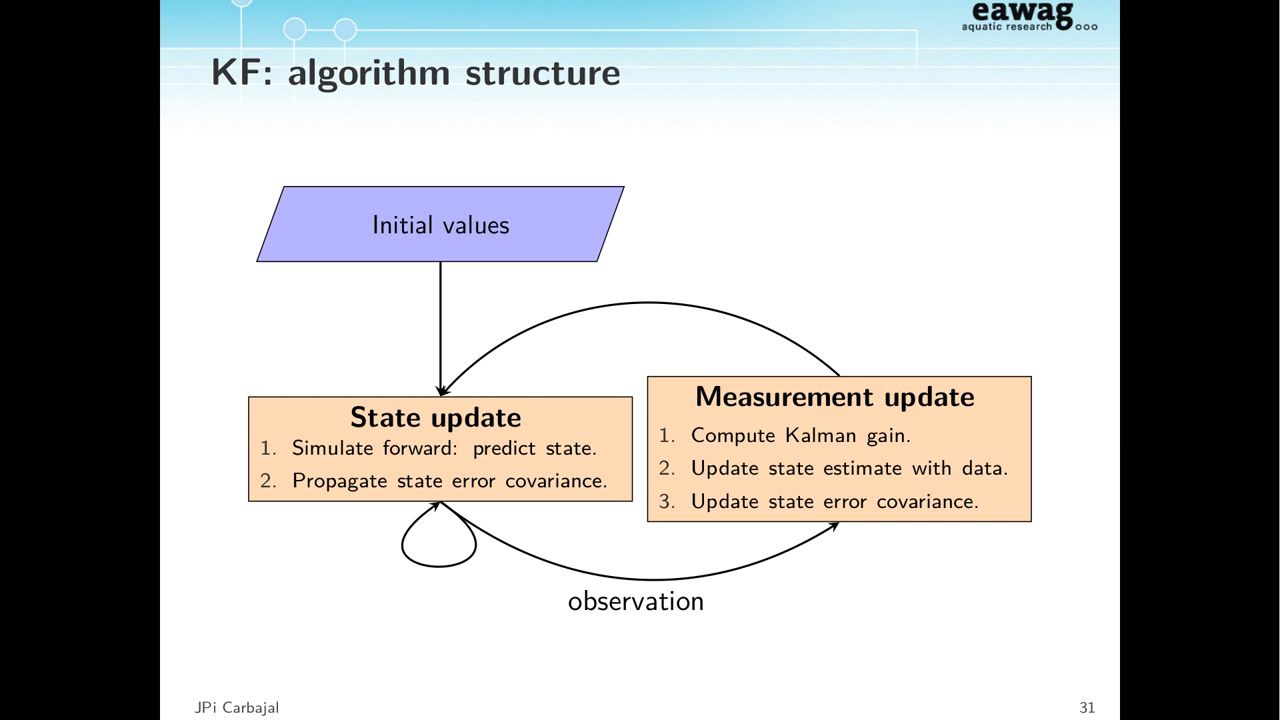 eawag
aquatic research
KF: algorithm structure
Initial values
State update
1. Simulate forward: predict state.
2. Propagate state error covariance.
Measurement update
1. Compute Kalman gain.
2. Update state estimate with data.
3. Update state error covariance.
observation
JPi Carbajal
31